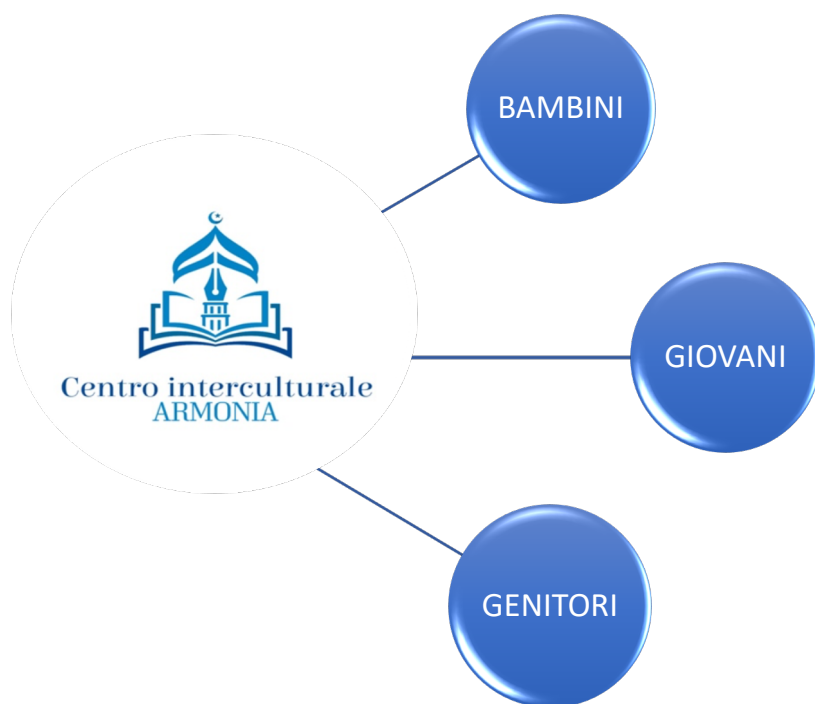 BAMBINI
GIOVANI
Centro interculturale
ARMONIA
GENITORI